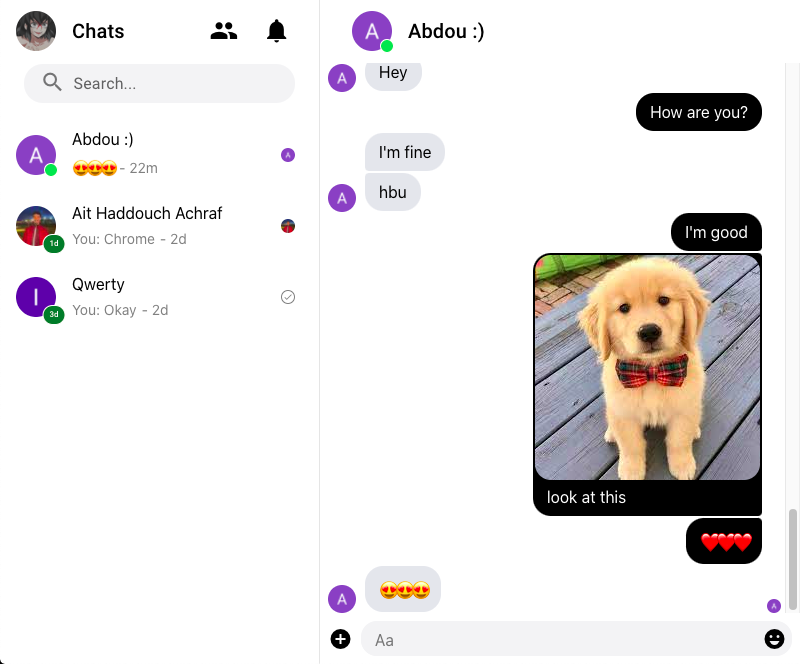 Chats
Search...
Abdou :)
A
😍😍😍 - 22m
A
Ait Haddouch Achraf
You: Chrome - 2d
1d
Qwerty
I
You: Okay - 2d
3d
A
Abdou :)
Hey
A
How are you?
I'm fine
hbu
A
I'm good
look at this
❤️❤️❤️
😍😍😍
A
A
Aa